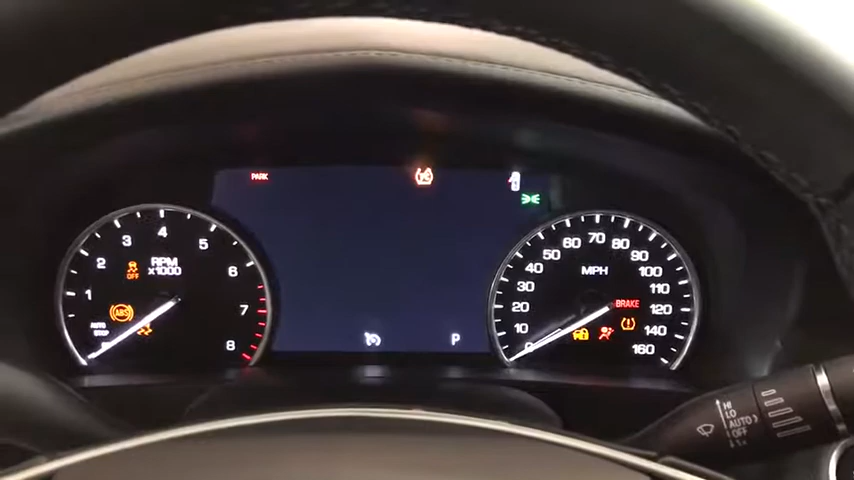 PARK
4
3 5
RPM
x1000
2 6
OFF
1 7
ABS
AUTO
STOP
8
P
70
60 80
50 90
40 MPH 100
30 110
20 BRAKE 120
10 140
0 160
HI
LO
AUTO
OFF
1x